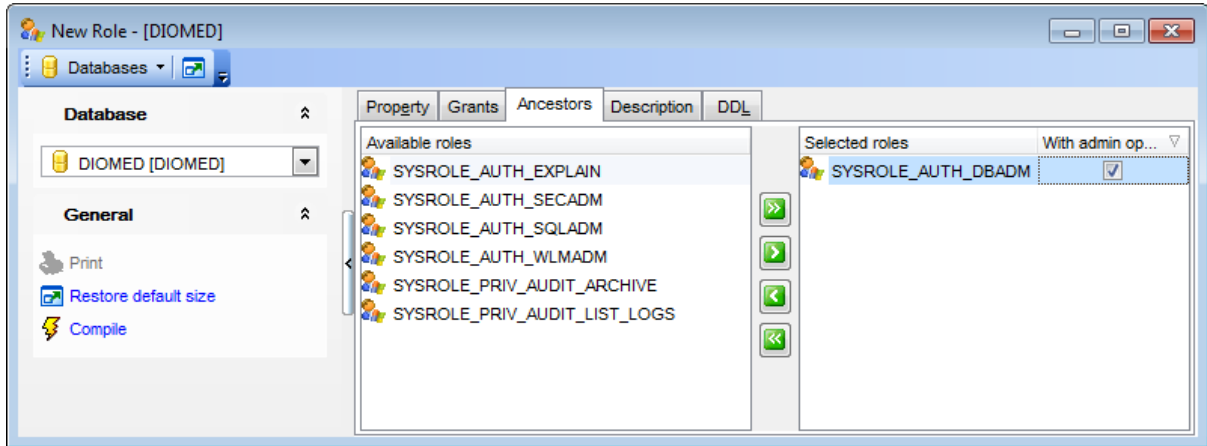 New Role - [DIOMED]
Databases
Database
DIOMED [DIOMED]
General
Print
Restore default size
Compile
Property Grants Ancestors Description DDL
Available roles
SYSROLE_AUTH_EXPLAIN
SYSROLE_AUTH_SECADM
SYSROLE_AUTH_SQLADM
SYSROLE_AUTH_WLMADM
SYSROLE_PRIV_AUDIT_ARCHIVE
SYSROLE_PRIV_AUDIT_LIST_LOGS
Selected roles With admin op...
SYSROLE_AUTH_DBADM